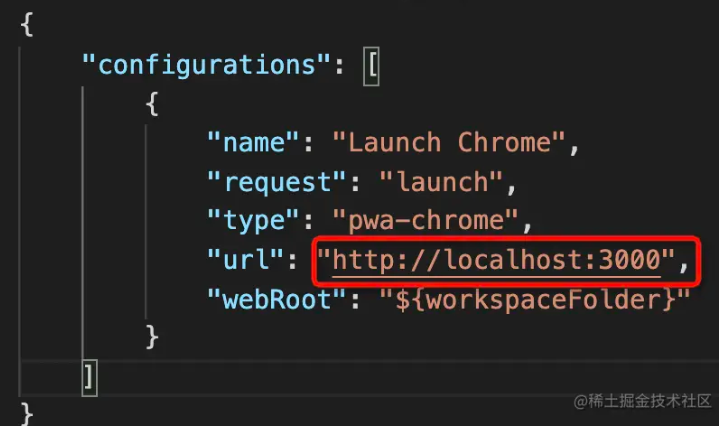 {
"configurations": [
{
"name": "Launch Chrome",
"request": "launch",
"type": "pwa-chrome",
"url": "http://localhost:3000",
"webRoot": "${workspaceFolder}"
}
]
}
@稀土掘金技术社区